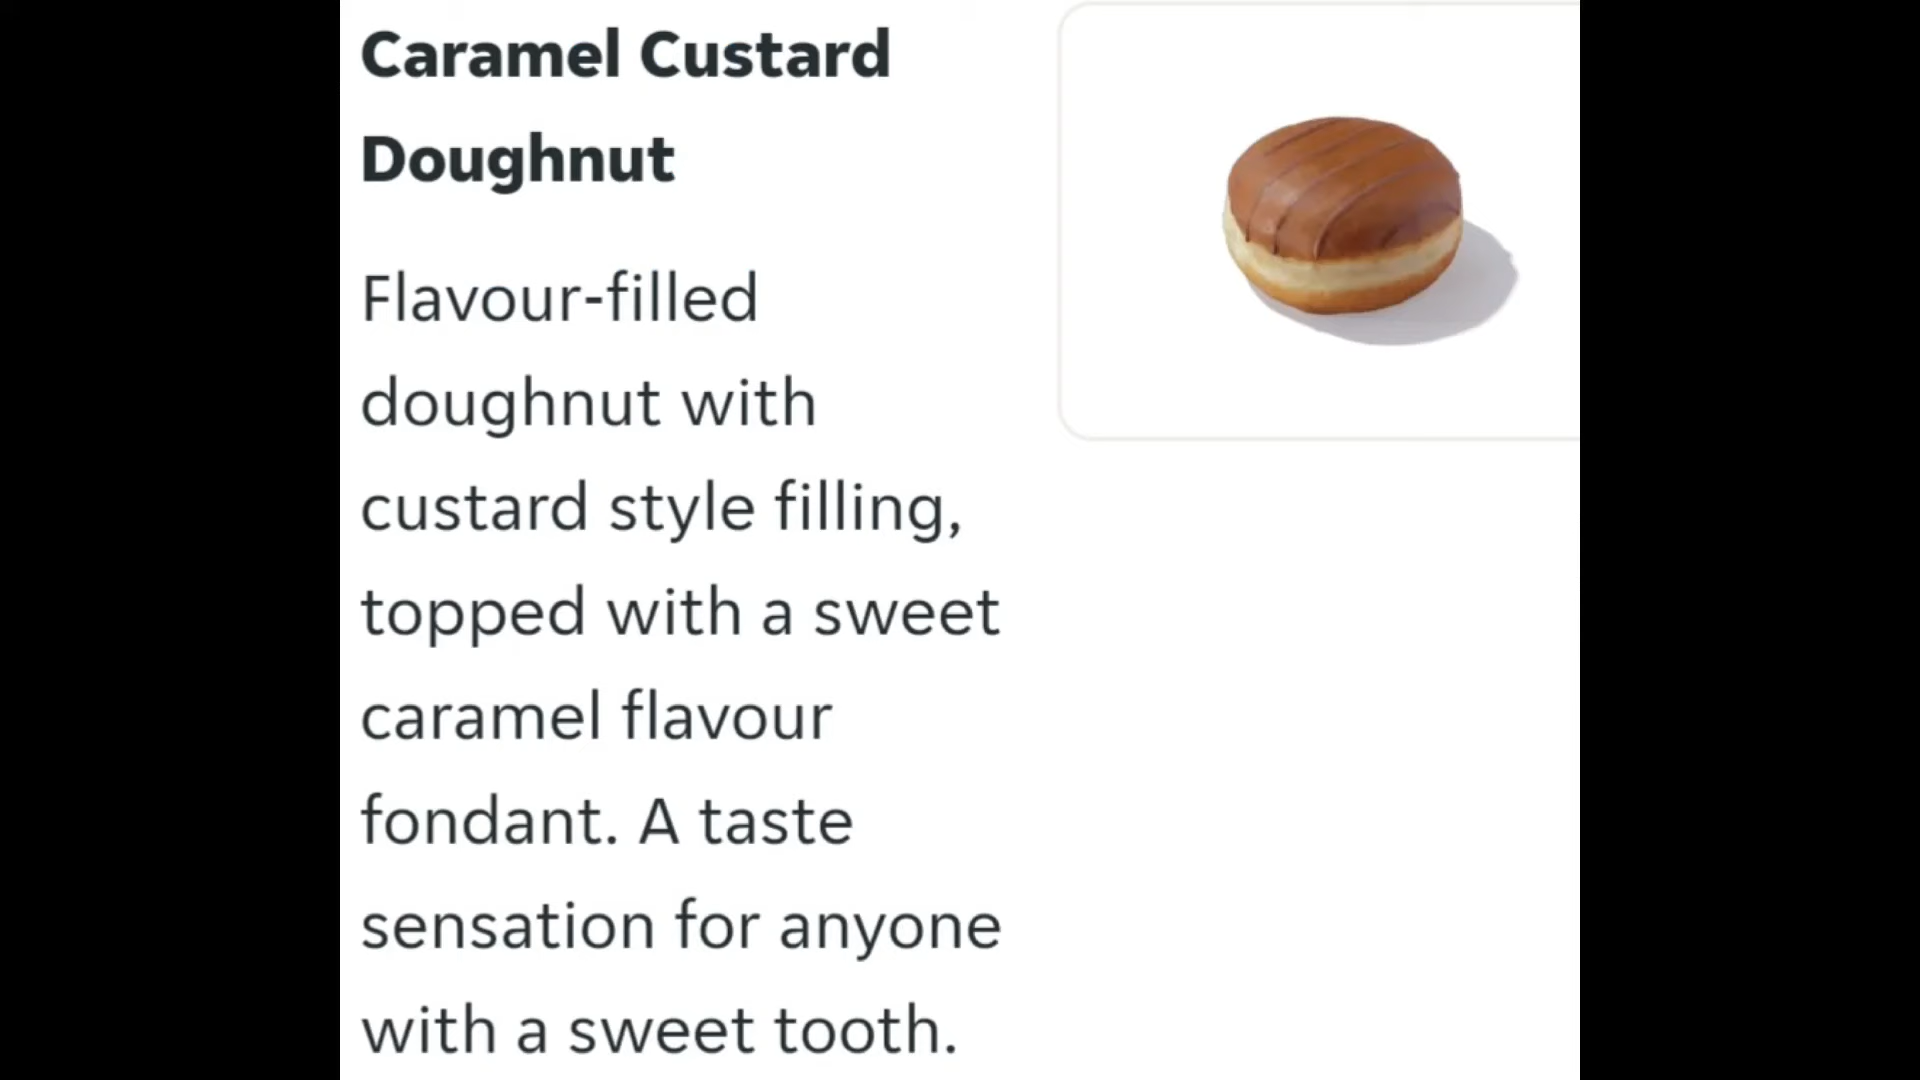 Caramel Custard
Doughnut
Flavour-filled
doughnut with
custard style filling,
topped with a sweet
caramel flavour
fondant. A taste
sensation for anyone
with a sweet tooth.